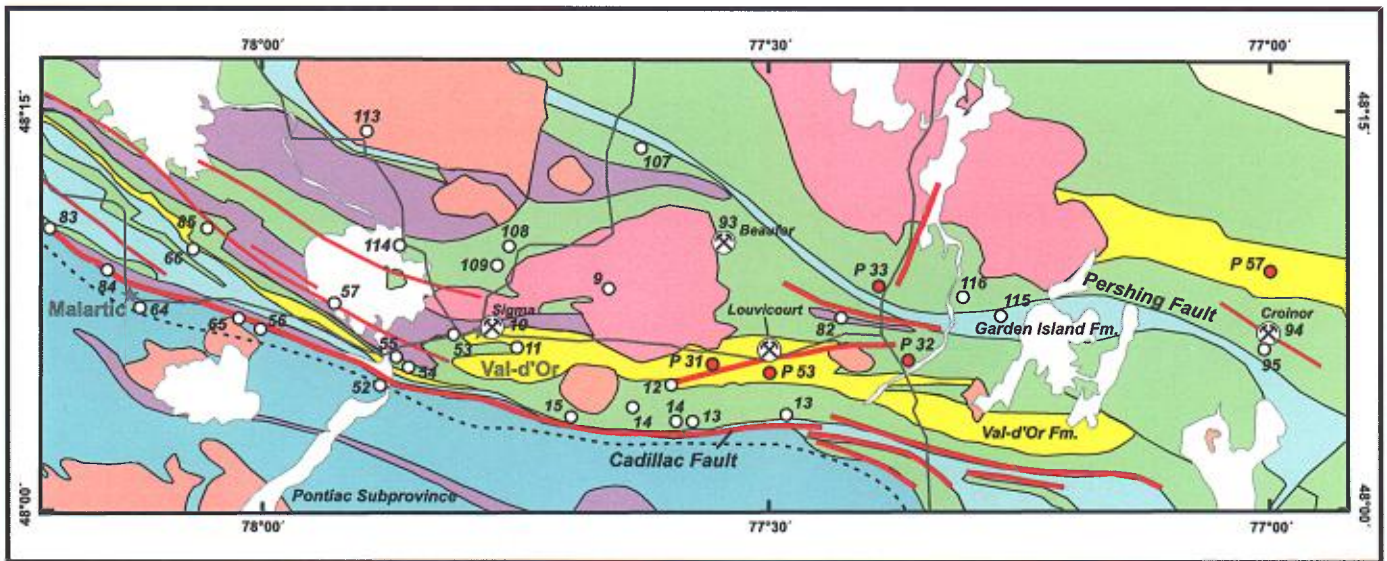 78°00′
77°30′
77°00′
48°15′
48°15′
113
107
83
85
66
114
108
109
93
Beaufor
9
P 33
P 57
116
115
Pershing Fault
Garden Island Fm.
84
Malartic
64
57
65
56
Sigma
10
53
11
Louvicourt
82
Croinor
94
95
55
54
Val-d'Or
P 31
P 53
P 32
52
12
15
14
14
13
13
Val-d'Or Fm.
Cadillac Fault
Pontiac Subprovince
48°00′
48°00′
78°00′
77°30′
77°00′